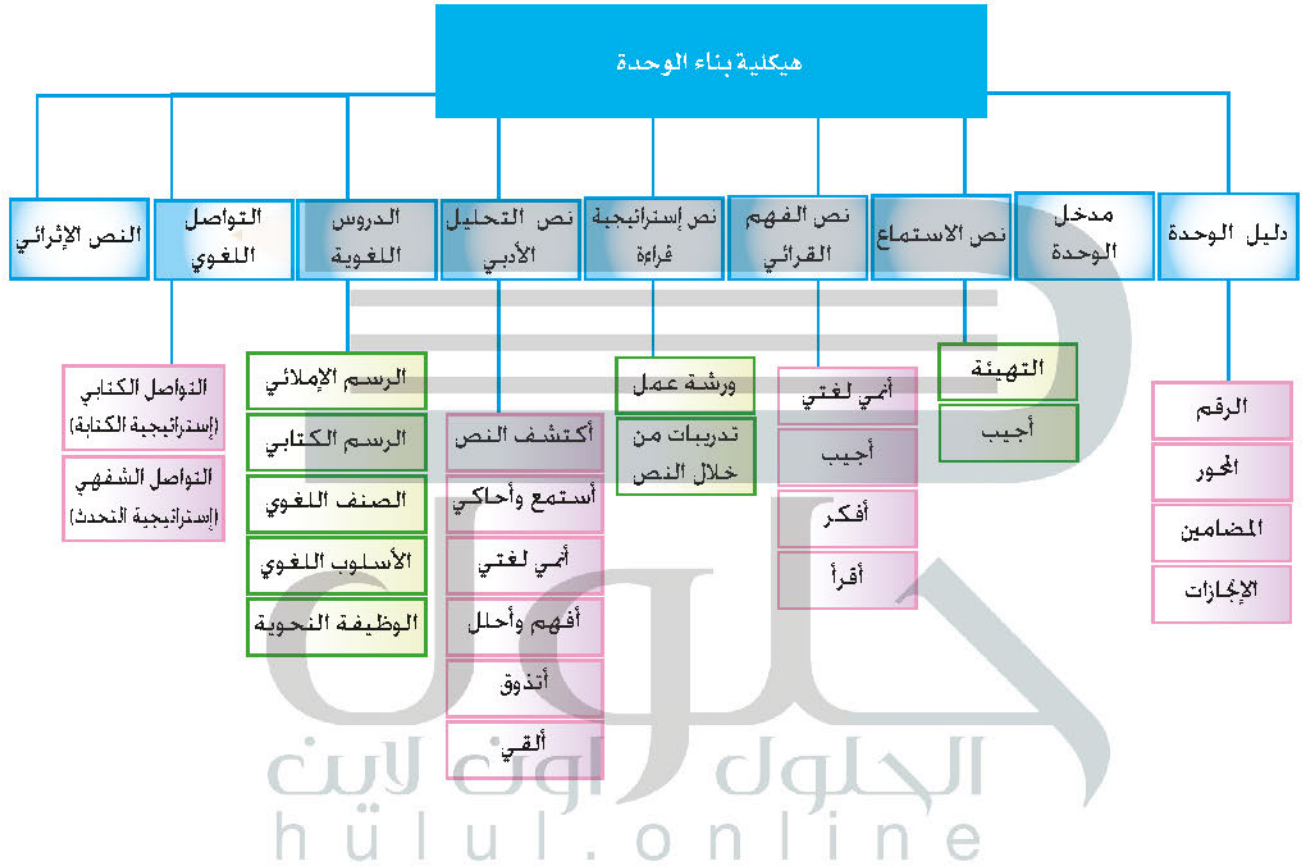 هيكلية بناء الوحدة
دليل الوحدة
مدخل
الوحدة
نص الاستماع
نص الفهم
القرائي
نص إستراتيجية
قراءة
نص التحليل
الأدبي
الدروس
اللغوية
التواصل
اللغوي
النص الإثرائي
الرقم
المحور
المضامين
الإنجازات
التهيئة
أجيب
أنمي لغتي
أجيب
أفكر
أقرأ
ورشة عمل
تدريبات من
خلال النص
أكتشف النص
أستمع وأحاكي
أنمي لغتي
أفهم وأحلل
أتذوق
ألقي
الرسم الإملائي
الرسم الكتابي
الصنف اللغوي
الأسلوب اللغوي
الوظيفة النحوية
التواصل الكتابي
(إستراتيجية الكتابة)
التواصل الشفهي
(إستراتيجية التحدث)
حلول
الحلول اون لاين
hülul.online